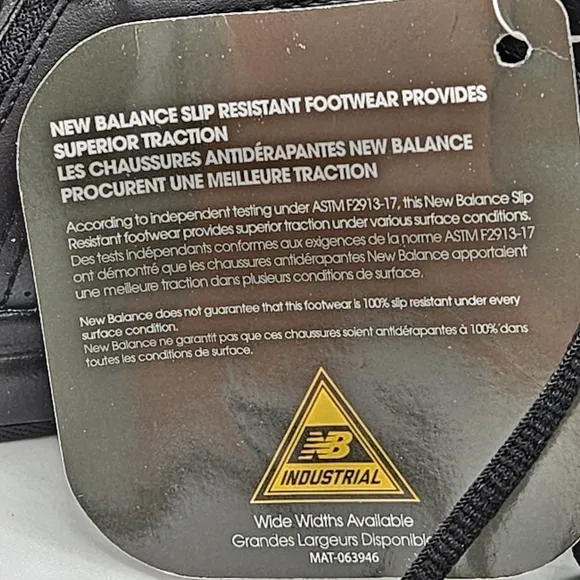 NEW BALANCE SLIP RESISTANT FOOTWEAR PROVIDES
SUPERIOR TRACTION
LES CHAUSSURES ANTIDÉRAPANTES NEW BALANCE
PROCURENT UNE MEILLEURE TRACTION
According to independent testing under ASTM F2913-17, this New Balance Slip
Resistant footwear provides superior traction under various surface conditions.
Des tests indépendants conformes aux exigences de la norme ASTM F2913-17
ont démontré que les chaussures antidérapantes New Balance apportaient
une meilleure traction dans plusieurs conditions de surface.
New Balance does not guarantee that this footwear is 100% slip resistant under every
surface condition.
New Balance ne garantit pas que ces chaussures soient antidérapantes à 100% dans
toutes les conditions de surface.
NB
INDUSTRIAL
Wide Widths Available
Grandes Largeurs Disponibl
MAT-063946